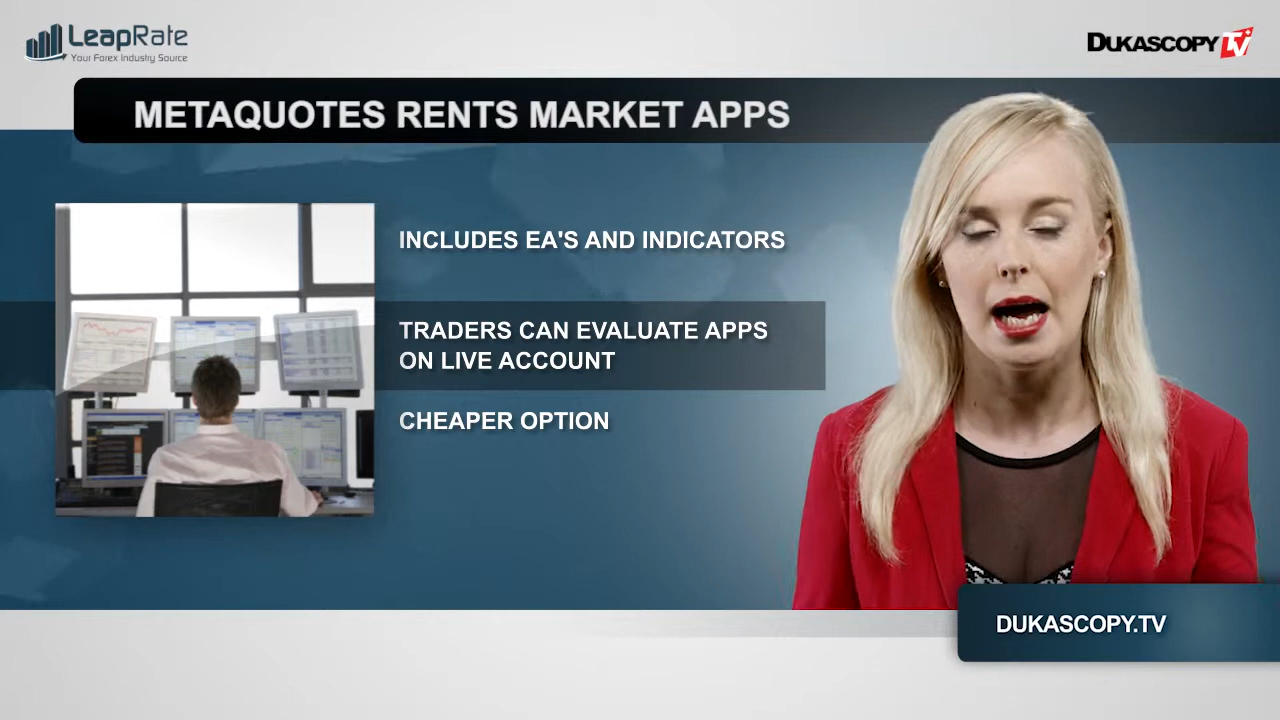 LeapRate
Your Forex Industry Source
DUKASCOPY TV
METAQUOTES RENTS MARKET APPS
INCLUDES EA'S AND INDICATORS
TRADERS CAN EVALUATE APPS
ON LIVE ACCOUNT
CHEAPER OPTION
DUKASCOPY.TV